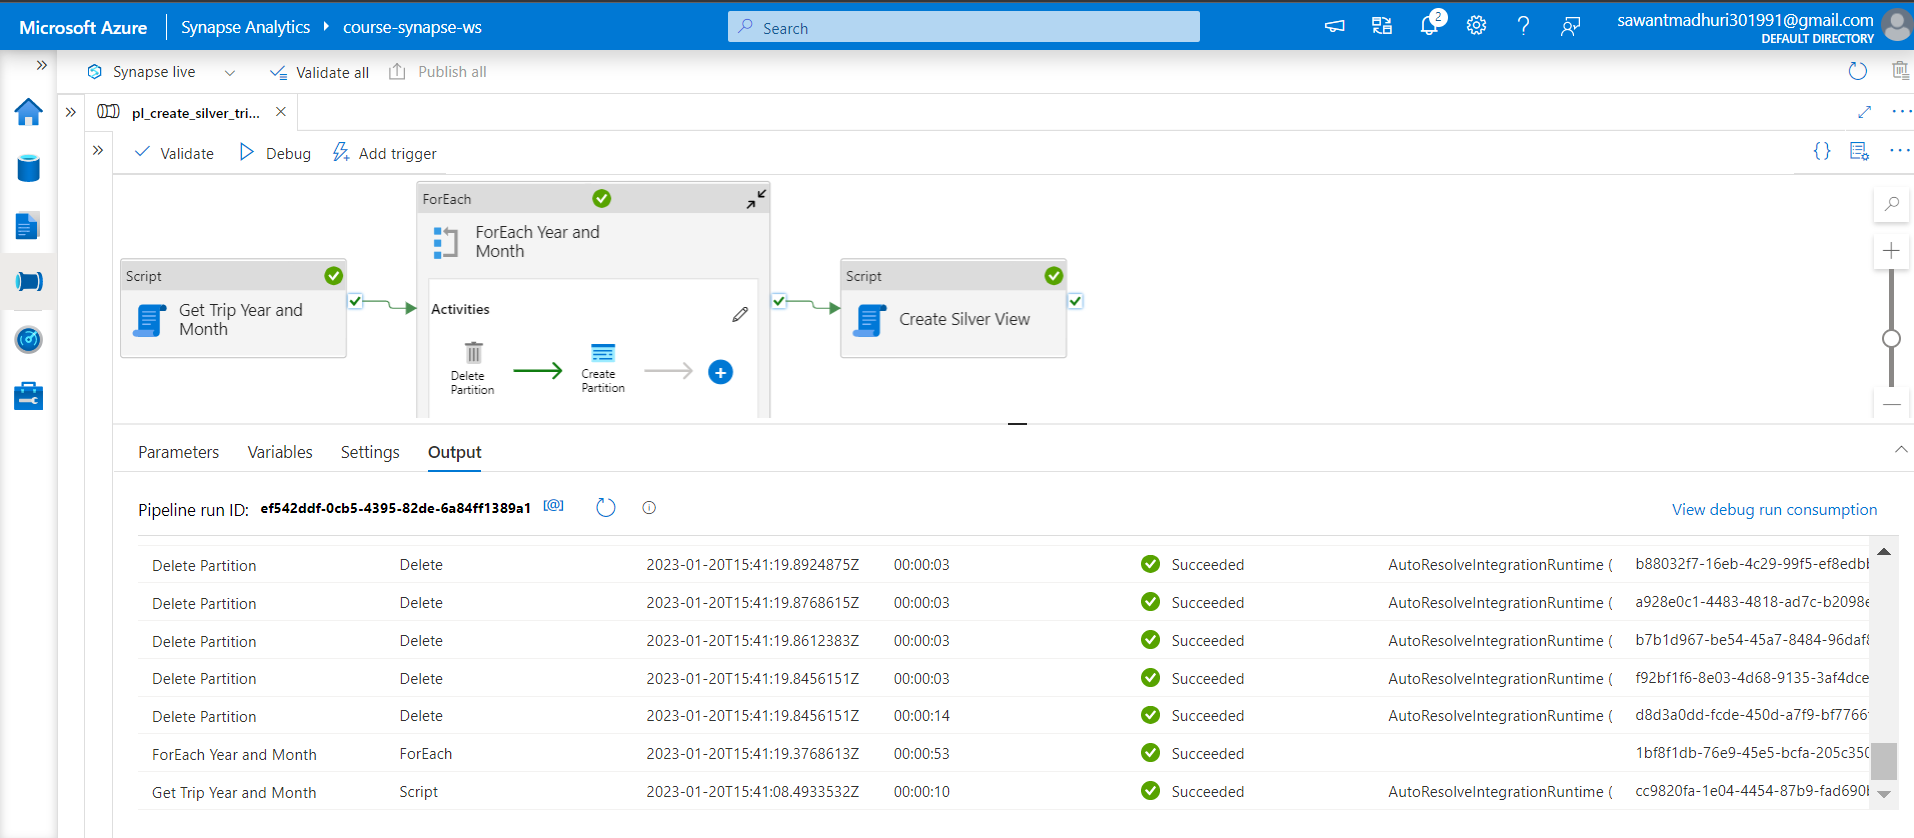 Microsoft Azure
Synapse Analytics
course-synapse-ws
Search
2
sawantmadhuri301991@gmail.com
DEFAULT DIRECTORY
Synapse live
Validate all
Publish all
pl_create_silver_tri...
Validate
Debug
Add trigger
{}
ForEach
ForEach Year and
Month
Script
Get Trip Year and
Month
Activities
Delete
Partition
Create
Partition
Script
Create Silver View
Parameters
Variables
Settings
Output
Pipeline run ID: ef542ddf-0cb5-4395-82de-6a84ff1389a1 [@]
View debug run consumption
Delete Partition Delete 2023-01-20T15:41:19.8924875Z 00:00:03 Succeeded AutoResolveIntegrationRuntime ( b88032f7-16eb-4c29-99f5-ef8edb
Delete Partition Delete 2023-01-20T15:41:19.8768615Z 00:00:03 Succeeded AutoResolveIntegrationRuntime ( a928e0c1-4483-4818-ad7c-b2098e
Delete Partition Delete 2023-01-20T15:41:19.8612383Z 00:00:03 Succeeded AutoResolveIntegrationRuntime ( b7b1d967-be54-45a7-8484-96daf
Delete Partition Delete 2023-01-20T15:41:19.8456151Z 00:00:03 Succeeded AutoResolveIntegrationRuntime ( f92bf1f6-8e03-4d68-9135-3af4dce
Delete Partition Delete 2023-01-20T15:41:19.8456151Z 00:00:14 Succeeded AutoResolveIntegrationRuntime ( d8d3a0dd-fcde-450d-a7f9-bf7766
ForEach Year and Month ForEach 2023-01-20T15:41:19.3768613Z 00:00:53 Succeeded 1bf8f1db-76e9-45e5-bcfa-205c350
Get Trip Year and Month Script 2023-01-20T15:41:08.4933532Z 00:00:10 Succeeded AutoResolveIntegrationRuntime ( cc9820fa-1e04-4454-87b9-fad690